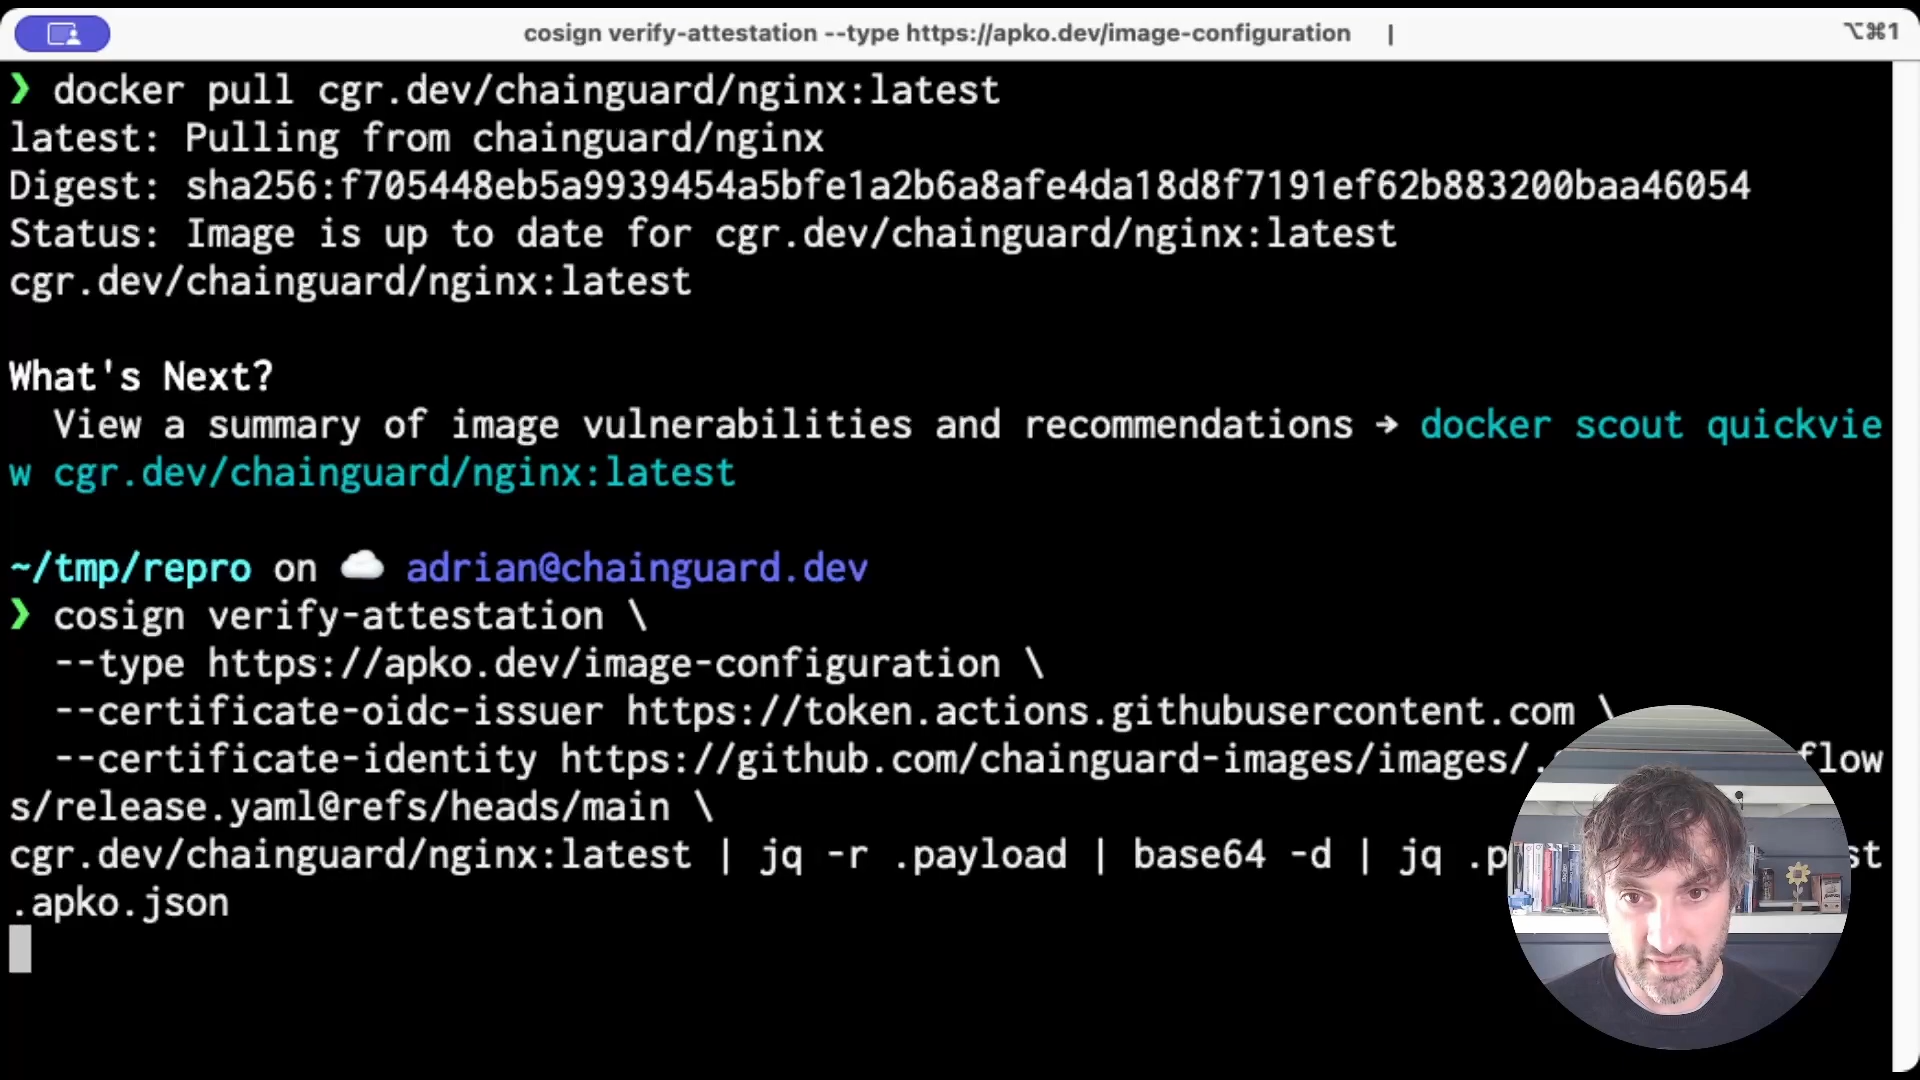 cosign verify-attestation --type https://apko.dev/image-configuration | ⌥⌘1
❯ docker pull cgr.dev/chainguard/nginx:latest
latest: Pulling from chainguard/nginx
Digest: sha256:f705448eb5a9939454a5bfe1a2b6a8afe4da18d8f7191ef62b883200baa46054
Status: Image is up to date for cgr.dev/chainguard/nginx:latest
cgr.dev/chainguard/nginx:latest
What's Next?
View a summary of image vulnerabilities and recommendations → docker scout quickvie
w cgr.dev/chainguard/nginx:latest
~/tmp/repro on ☁️ adrian@chainguard.dev
❯ cosign verify-attestation \
--type https://apko.dev/image-configuration \
--certificate-oidc-issuer https://token.actions.githubusercontent.com \
--certificate-identity https://github.com/chainguard-images/images/. flow
s/release.yaml@refs/heads/main \
cgr.dev/chainguard/nginx:latest | jq -r .payload | base64 -d | jq .p st
.apko.json